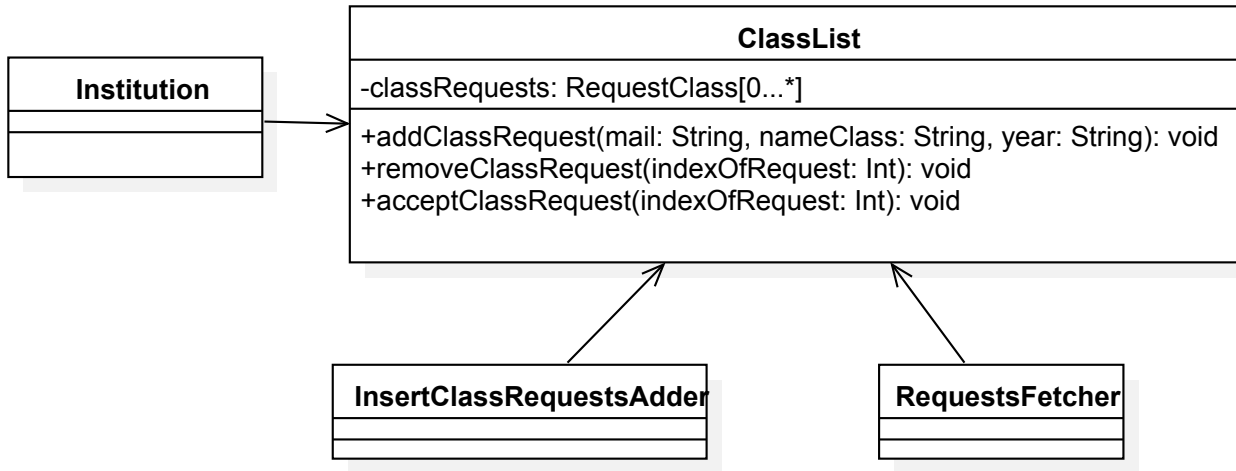 ClassList
Institution
-classRequests: RequestClass[0...*]
+addClassRequest(mail: String, nameClass: String, year: String): void
+removeClassRequest(indexOfRequest: Int): void
+acceptClassRequest(indexOfRequest: Int): void
InsertClassRequestsAdder
RequestsFetcher